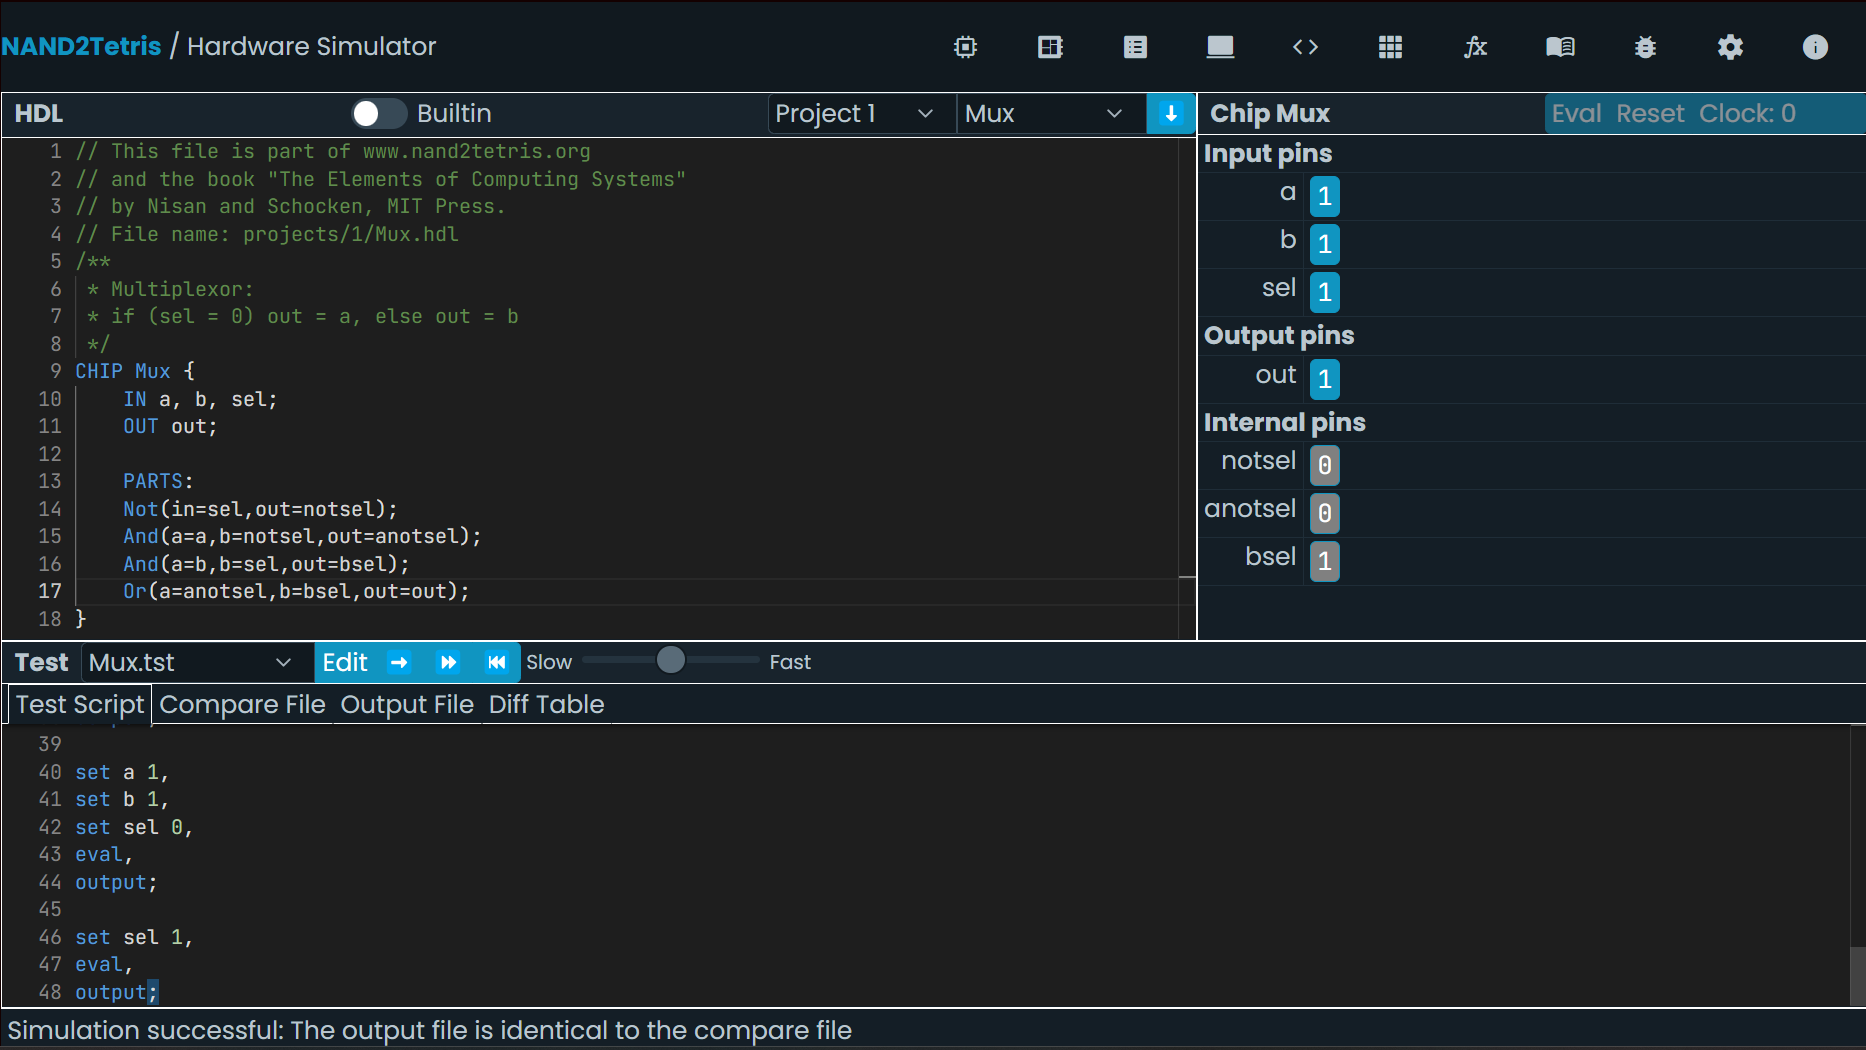 NAND2Tetris / Hardware Simulator
HDL Builtin Project 1 Mux
1 // This file is part of www.nand2tetris.org
2 // and the book "The Elements of Computing Systems"
3 // by Nisan and Schocken, MIT Press.
4 // File name: projects/1/Mux.hdl
5 /**
6 * Multiplexor:
7 * if (sel = 0) out = a, else out = b
8 */
9 CHIP Mux {
10 IN a, b, sel;
11 OUT out;
12
13 PARTS:
14 Not(in=sel,out=notsel);
15 And(a=a,b=notsel,out=anotsel);
16 And(a=b,b=sel,out=bsel);
17 Or(a=anotsel,b=bsel,out=out);
18 }
Chip Mux Eval Reset Clock: 0
Input pins
a 1
b 1
sel 1
Output pins
out 1
Internal pins
notsel 0
anotsel 0
bsel 1
Test Mux.tst Edit Slow Fast
Test Script Compare File Output File Diff Table
39
40 set a 1,
41 set b 1,
42 set sel 0,
43 eval,
44 output;
45
46 set sel 1,
47 eval,
48 output;
Simulation successful: The output file is identical to the compare file